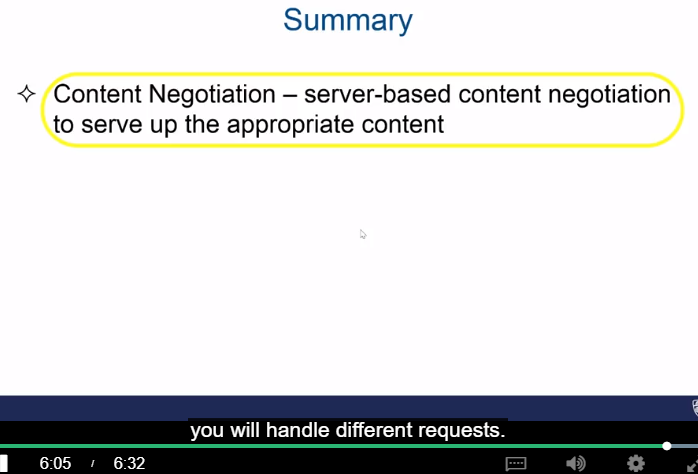 Summary
Content Negotiation – server-based content negotiation
to serve up the appropriate content
you will handle different requests.
6:05 / 6:32